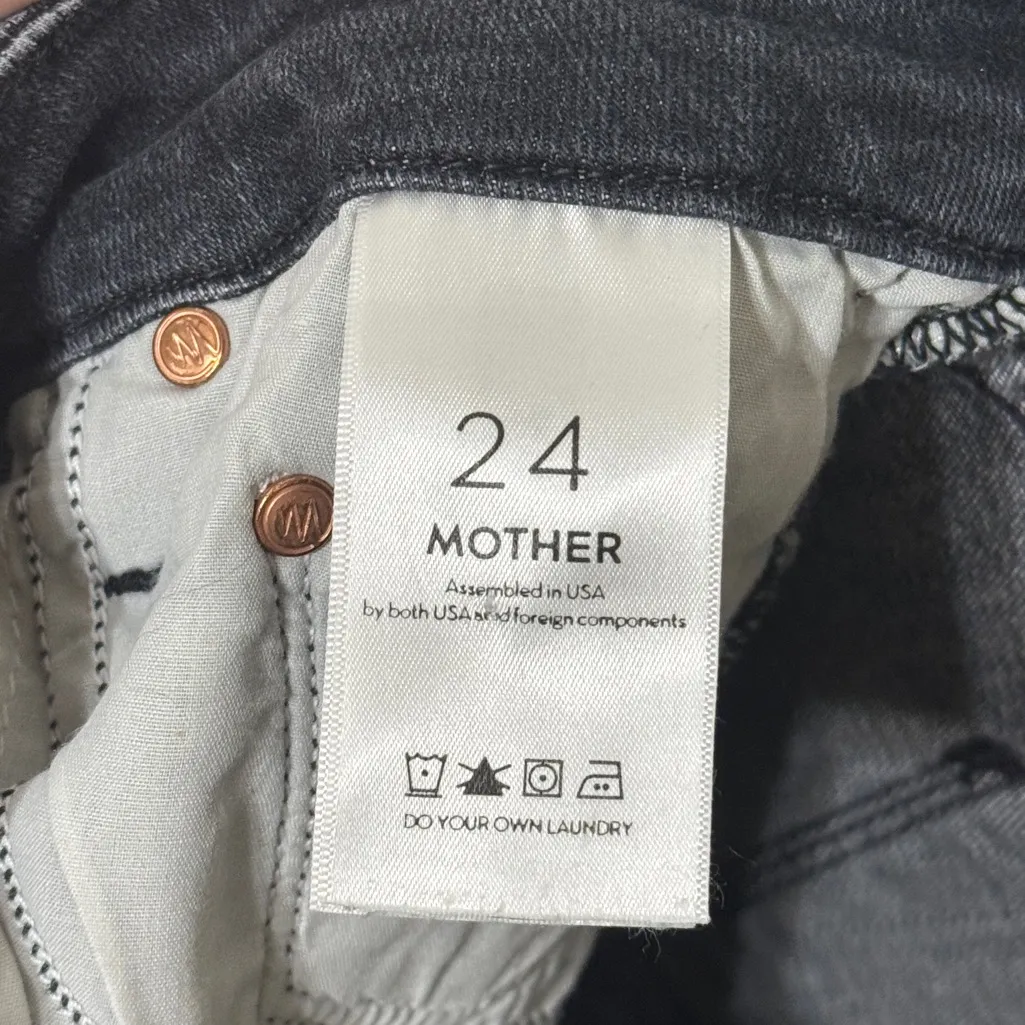 24
MOTHER
Assembled in USA
by both USA and foreign components
DO YOUR OWN LAUNDRY